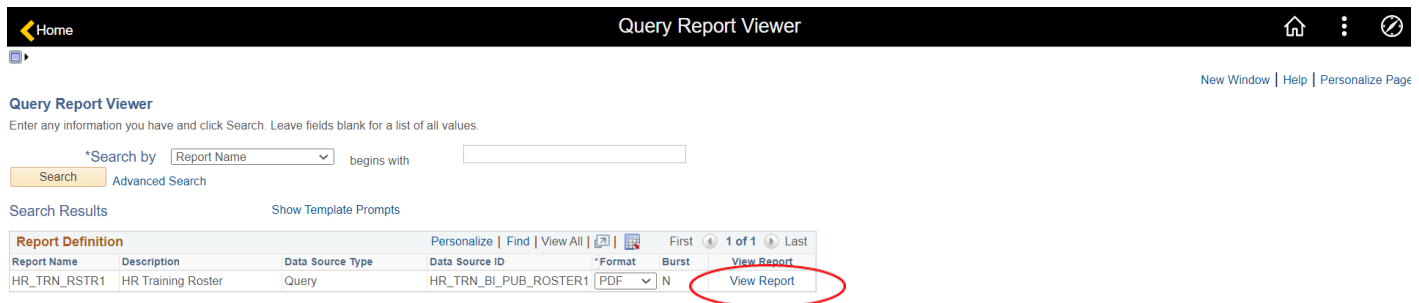 Home Query Report Viewer
New Window | Help | Personalize Page
Query Report Viewer
Enter any information you have and click Search. Leave fields blank for a list of all values.
*Search by Report Name begins with
Search Advanced Search
Search Results Show Template Prompts
Report Definition Personalize | Find | View All | | First 1 of 1 Last
Report Name Description Data Source Type Data Source ID *Format Burst View Report
HR_TRN_RSTR1 HR Training Roster Query HR_TRN_BI_PUB_ROSTER1 PDF N View Report